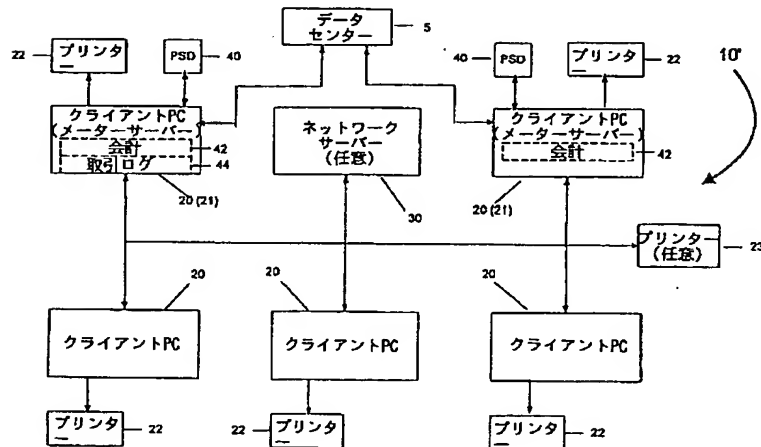 データ
センター
5
22
プリンタ
PSD
40
40
PSD
プリンタ
22
10'
クライアントPC
(メーターサーバー)
会計
42
取引ログ
44
20(21)
ネットワーク
サーバー
(任意)
30
クライアントPC
(メーターサーバー)
会計
42
20(21)
プリンター
(任意)
23
20
20
20
クライアントPC
クライアントPC
クライアントPC
プリンタ
22
プリンタ
22
プリンタ
22